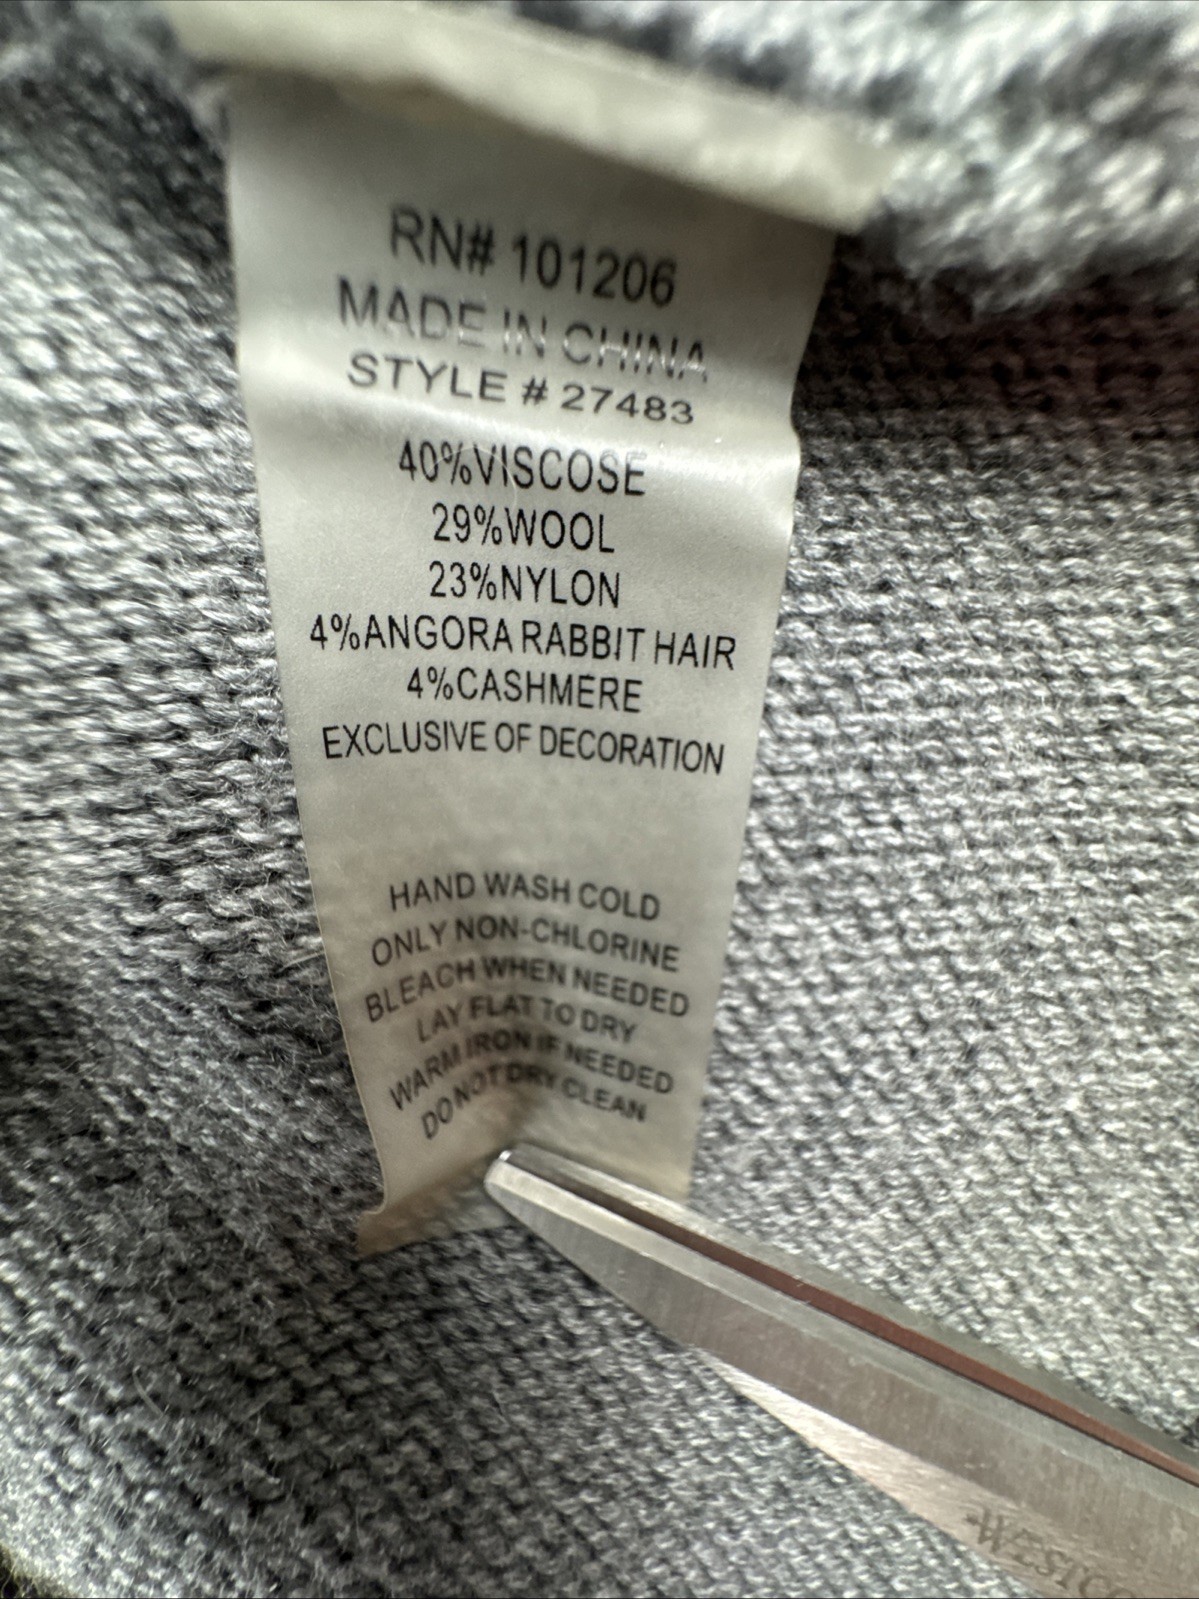 RN# 101206
MADE IN CHINA
STYLE # 27483
40%VISCOSE
29%WOOL
23%NYLON
4%ANGORA RABBIT HAIR
4%CASHMERE
EXCLUSIVE OF DECORATION
HAND WASH COLD
ONLY NON-CHLORINE
BLEACH WHEN NEEDED
LAY FLAT TO DRY
WARM IRON IF NEEDED
DO NOT DRY CLEAN